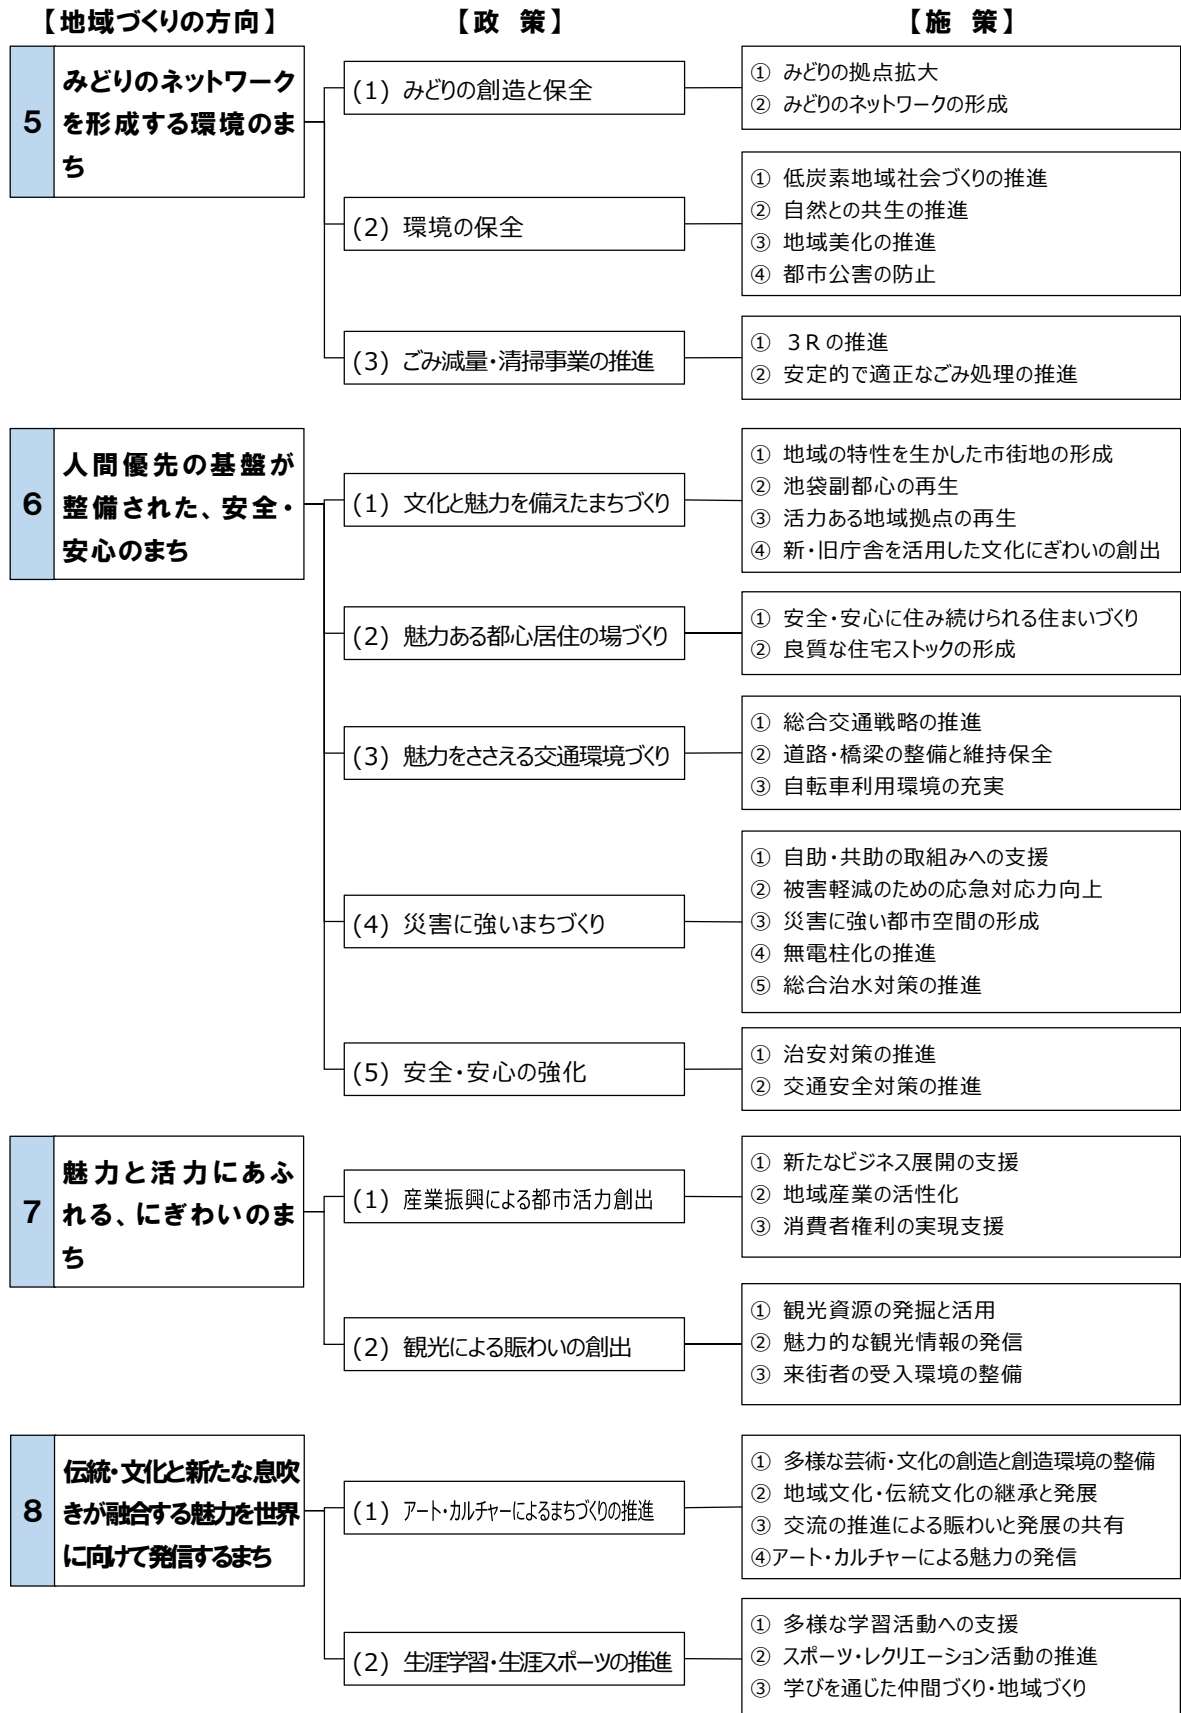 【地域づくりの方向】 【政 策】 【施 策】
5
みどりのネットワーク
を形成する環境のま
ち
(1) みどりの創造と保全
① みどりの拠点拡大
② みどりのネットワークの形成
(2) 環境の保全
① 低炭素地域社会づくりの推進
② 自然との共生の推進
③ 地域美化の推進
④ 都市公害の防止
(3) ごみ減量・清掃事業の推進
① 3Rの推進
② 安定的で適正なごみ処理の推進
6
人間優先の基盤が
整備された、安全・
安心のまち
(1) 文化と魅力を備えたまちづくり
① 地域の特性を生かした市街地の形成
② 池袋副都心の再生
③ 活力ある地域拠点の再生
④ 新・旧庁舎を活用した文化にぎわいの創出
(2) 魅力ある都心居住の場づくり
① 安全・安心に住み続けられる住まいづくり
② 良質な住宅ストックの形成
(3) 魅力をささえる交通環境づくり
① 総合交通戦略の推進
② 道路・橋梁の整備と維持保全
③ 自転車利用環境の充実
(4) 災害に強いまちづくり
① 自助・共助の取組みへの支援
② 被害軽減のための応急対応力向上
③ 災害に強い都市空間の形成
④ 無電柱化の推進
⑤ 総合治水対策の推進
(5) 安全・安心の強化
① 治安対策の推進
② 交通安全対策の推進
7
魅力と活力にあふ
れる、にぎわいのま
ち
(1) 産業振興による都市活力創出
① 新たなビジネス展開の支援
② 地域産業の活性化
③ 消費者権利の実現支援
(2) 観光による賑わいの創出
① 観光資源の発掘と活用
② 魅力的な観光情報の発信
③ 来街者の受入環境の整備
8
伝統・文化と新たな息吹
きが融合する魅力を世界
に向けて発信するまち
(1) アート・カルチャーによるまちづくりの推進
① 多様な芸術・文化の創造と創造環境の整備
② 地域文化・伝統文化の継承と発展
③ 交流の推進による賑わいと発展の共有
④アート・カルチャーによる魅力の発信
(2) 生涯学習・生涯スポーツの推進
① 多様な学習活動への支援
② スポーツ・レクリエーション活動の推進
③ 学びを通じた仲間づくり・地域づくり